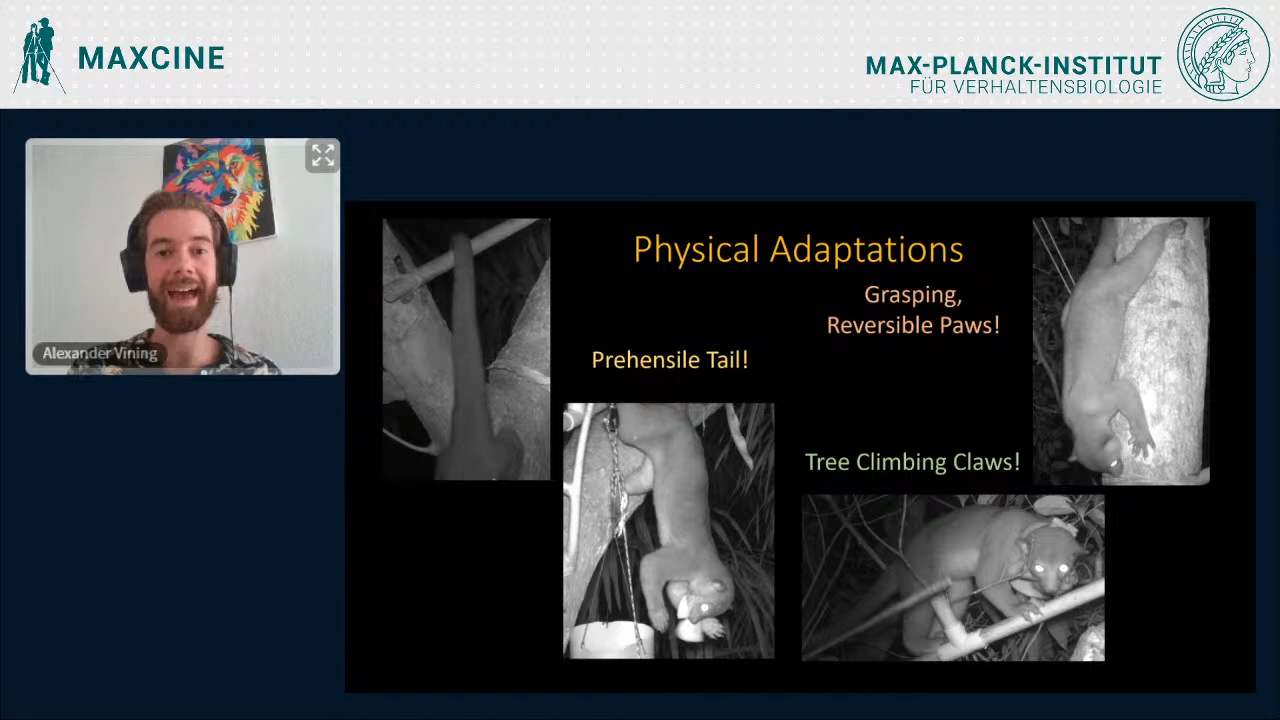 MAXCINE
MAX-PLANCK-INSTITUT
FÜR VERHALTENSBIOLOGIE
Alexander Vining
Physical Adaptations
Grasping,
Reversible Paws!
Prehensile Tail!
Tree Climbing Claws!